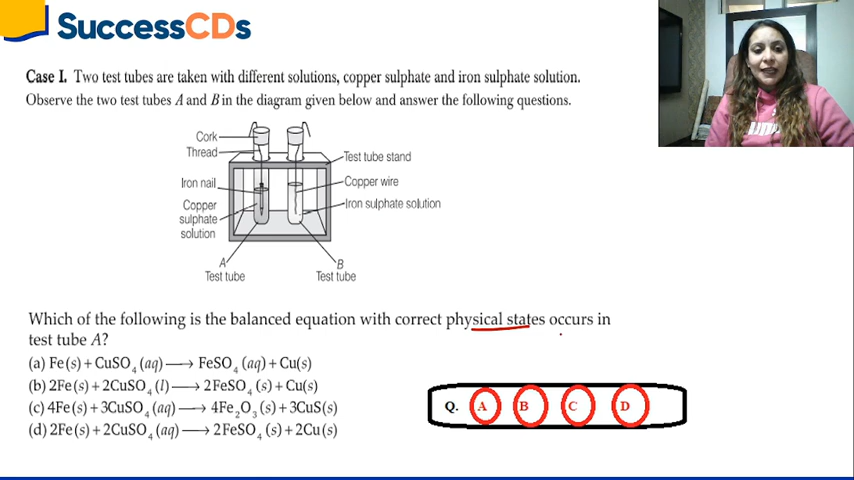 SuccessCDs
Case I. Two test tubes are taken with different solutions, copper sulphate and iron sulphate solution.
Observe the two test tubes A and B in the diagram given below and answer the following questions.
Cork
Thread
Test tube stand
Iron nail
Copper wire
Copper sulphate solution
Iron sulphate solution
A
Test tube
B
Test tube
Which of the following is the balanced equation with correct physical states occurs in
test tube A?
(a) Fe(s) + CuSO₄(aq) ⟶ FeSO₄(aq) + Cu(s)
(b) 2Fe(s) + 2CuSO₄(l) ⟶ 2FeSO₄(s) + Cu(s)
(c) 4Fe(s) + 3CuSO₄(aq) ⟶ 4Fe₂O₃(s) + 3CuS(s)
(d) 2Fe(s) + 2CuSO₄(aq) ⟶ 2FeSO₄(s) + 2Cu(s)
Q. A B C D